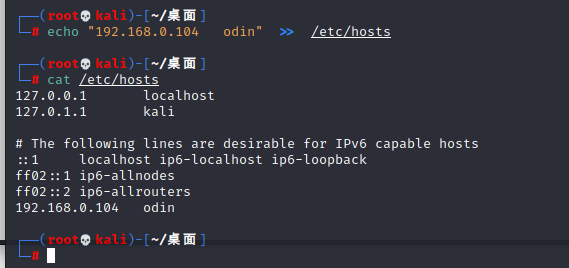 ┌──(root💀kali)-[~/桌面]
└─# echo "192.168.0.104   odin"  >>  /etc/hosts
┌──(root💀kali)-[~/桌面]
└─# cat /etc/hosts
127.0.0.1       localhost
127.0.1.1       kali
# The following lines are desirable for IPv6 capable hosts
::1     localhost ip6-localhost ip6-loopback
ff02::1 ip6-allnodes
ff02::2 ip6-allrouters
192.168.0.104   odin
┌──(root💀kali)-[~/桌面]
└─#